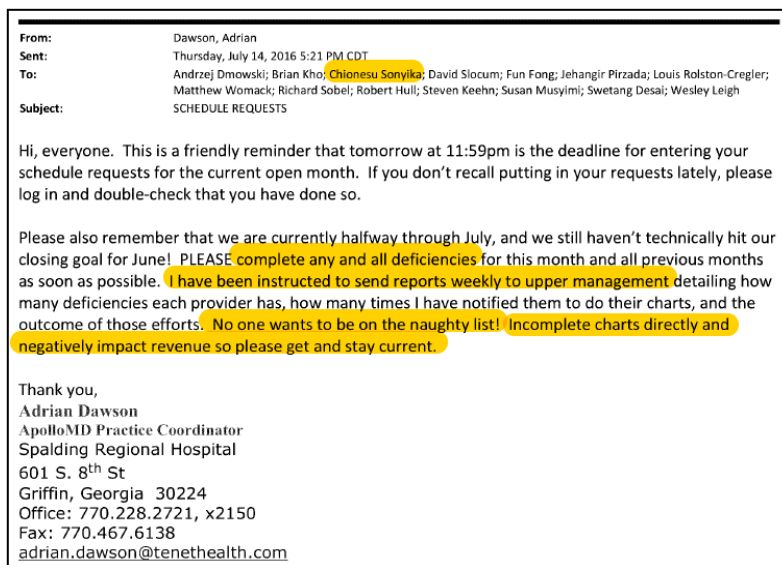 From: Dawson, Adrian
Sent: Thursday, July 14, 2016 5:21 PM CDT
To: Andrzej Dmowski; Brian Kho; Chionesu Sonyika; David Slocum; Fun Fong; Jehangir Pirzada; Louis Rolston-Cregler;
Matthew Womack; Richard Sobel; Robert Hull; Steven Keehn; Susan Musyimi; Swetang Desai; Wesley Leigh
Subject: SCHEDULE REQUESTS
Hi, everyone.  This is a friendly reminder that tomorrow at 11:59pm is the deadline for entering your
schedule requests for the current open month.  If you don't recall putting in your requests lately, please
log in and double-check that you have done so.
Please also remember that we are currently halfway through July, and we still haven't technically hit our
closing goal for June!  PLEASE complete any and all deficiencies for this month and all previous months
as soon as possible.  I have been instructed to send reports weekly to upper management detailing how
many deficiencies each provider has, how many times I have notified them to do their charts, and the
outcome of those efforts.  No one wants to be on the naughty list!  Incomplete charts directly and
negatively impact revenue so please get and stay current.
Thank you,
Adrian Dawson
ApolloMD Practice Coordinator
Spalding Regional Hospital
601 S. 8th St
Griffin, Georgia  30224
Office: 770.228.2721, x2150
Fax: 770.467.6138
adrian.dawson@tenethealth.com